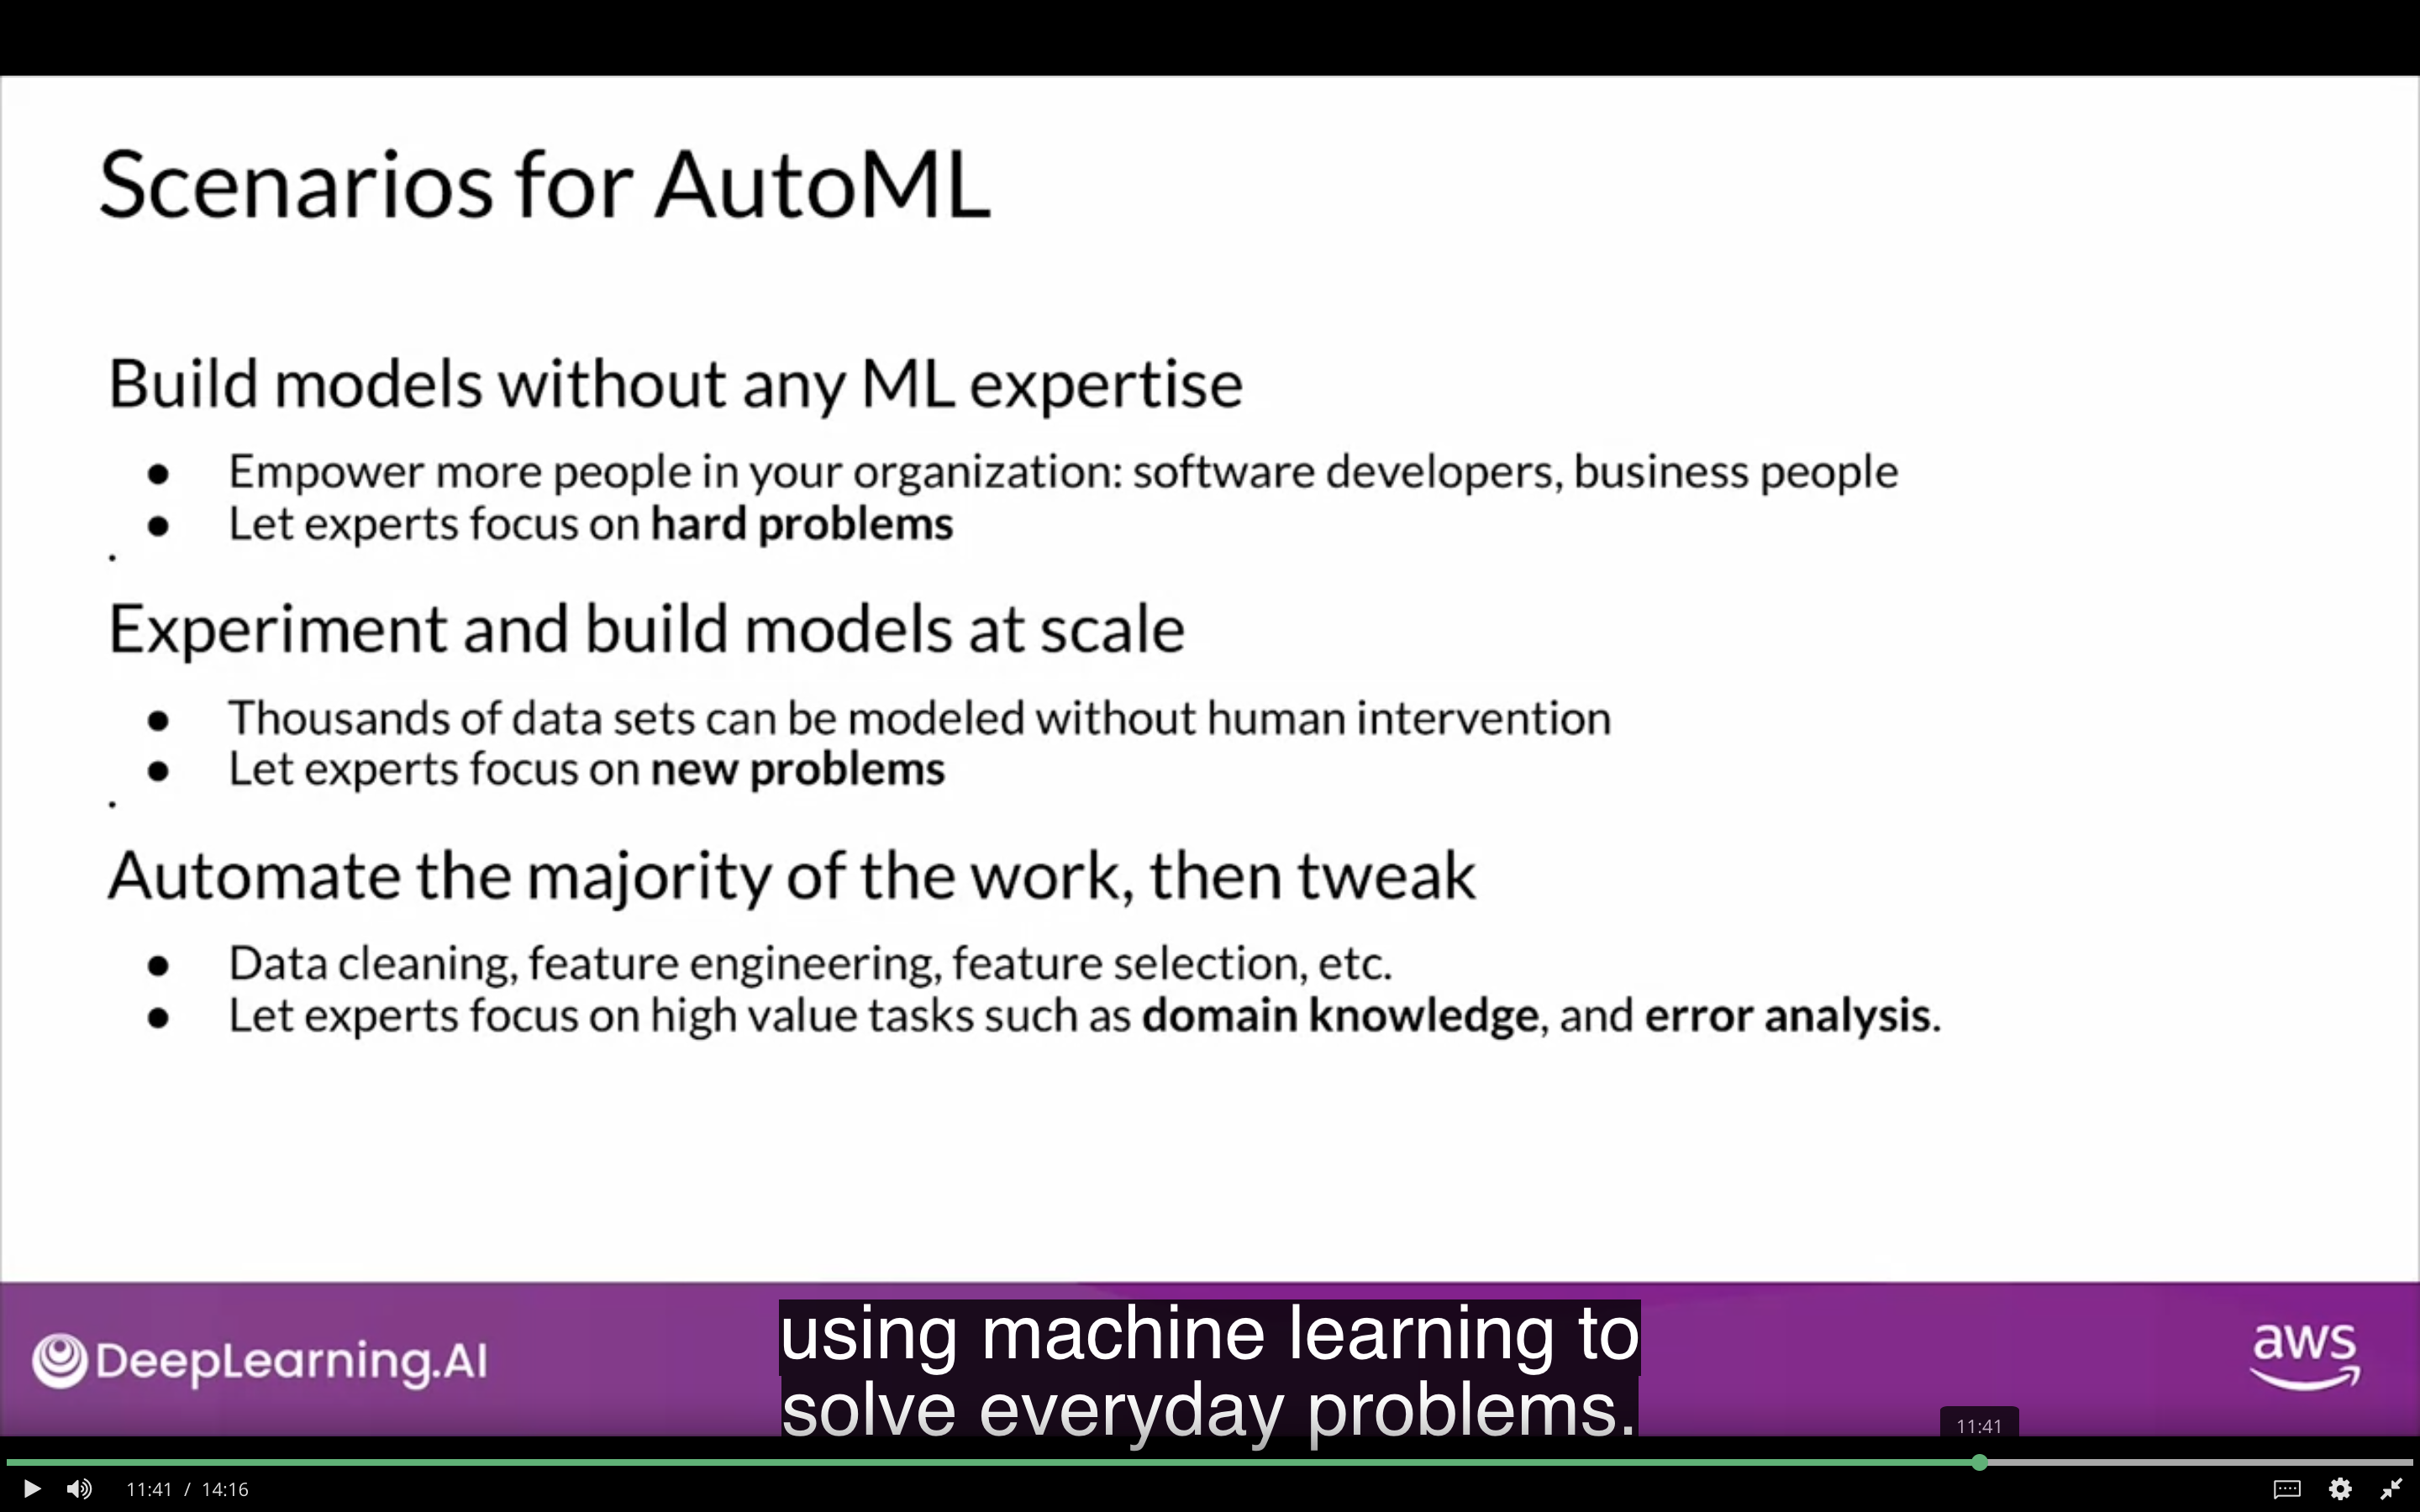 Scenarios for AutoML
Build models without any ML expertise
● Empower more people in your organization: software developers, business people
● Let experts focus on hard problems
Experiment and build models at scale
● Thousands of data sets can be modeled without human intervention
● Let experts focus on new problems
Automate the majority of the work, then tweak
● Data cleaning, feature engineering, feature selection, etc.
● Let experts focus on high value tasks such as domain knowledge, and error analysis.
DeepLearning.AI
using machine learning to
solve everyday problems.
aws
11:41
11:41 / 14:16